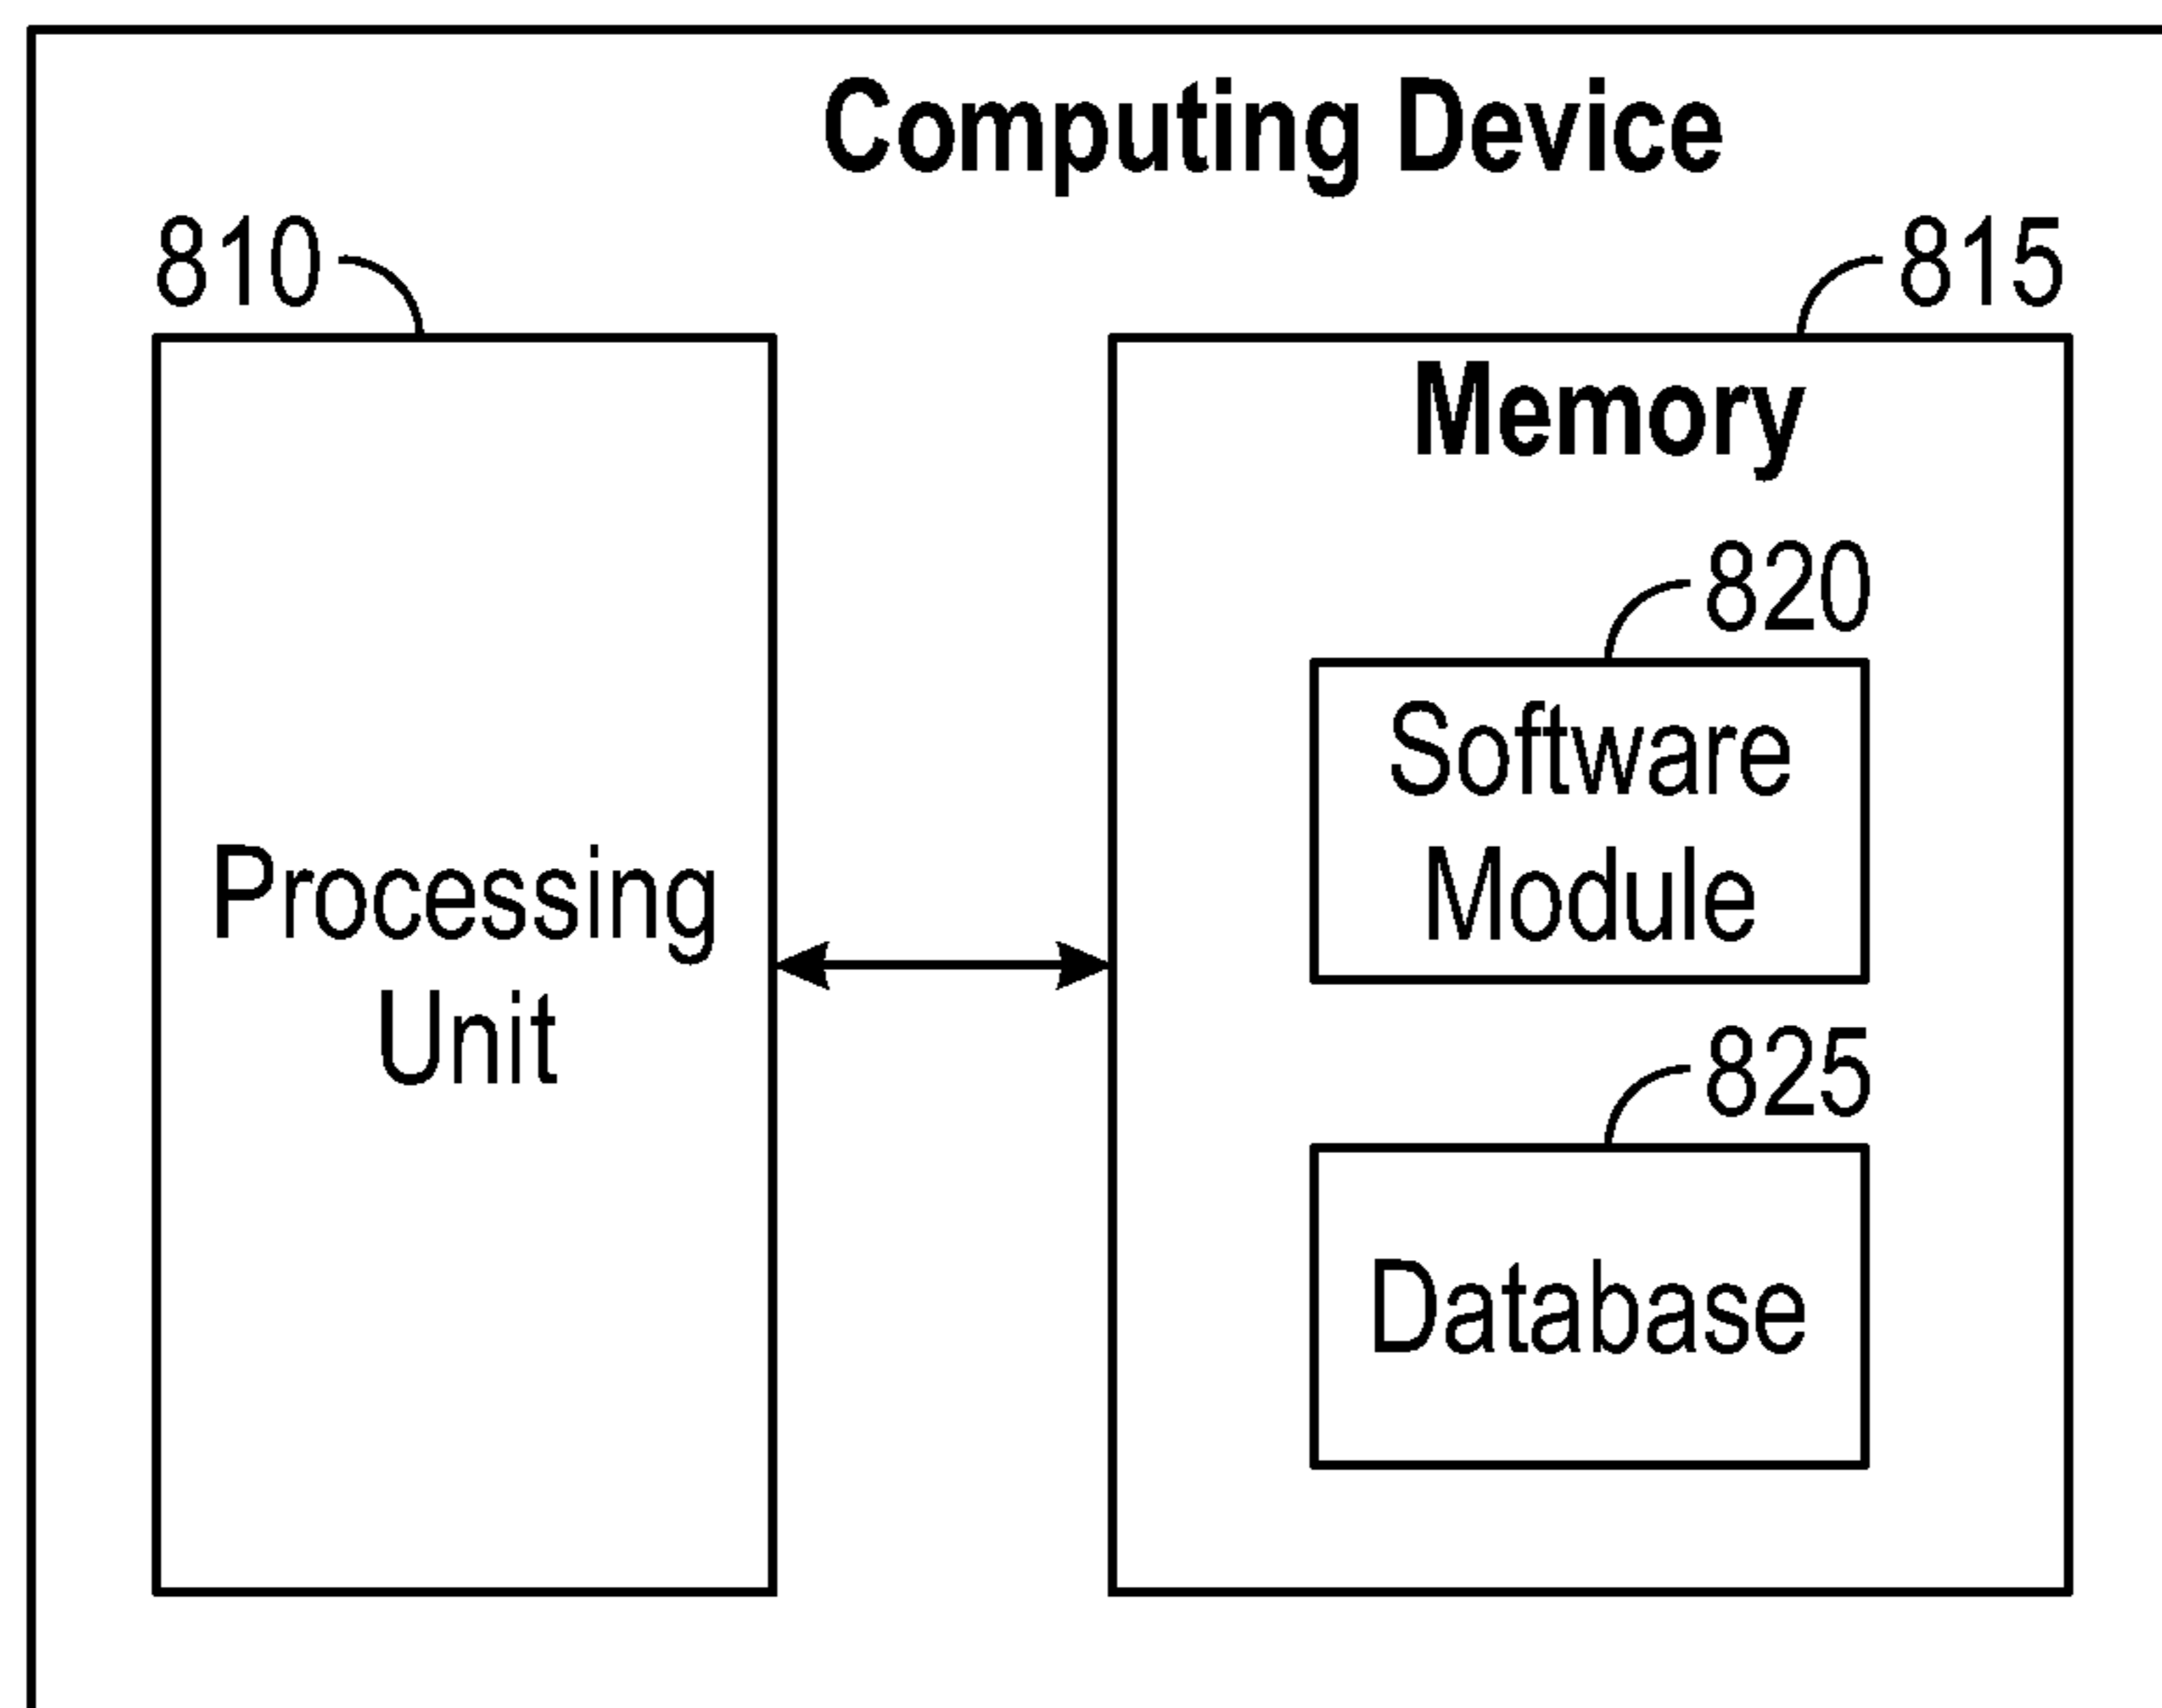 Computing Device
810
815
Memory
820
Software
Module
Processing
Unit
825
Database